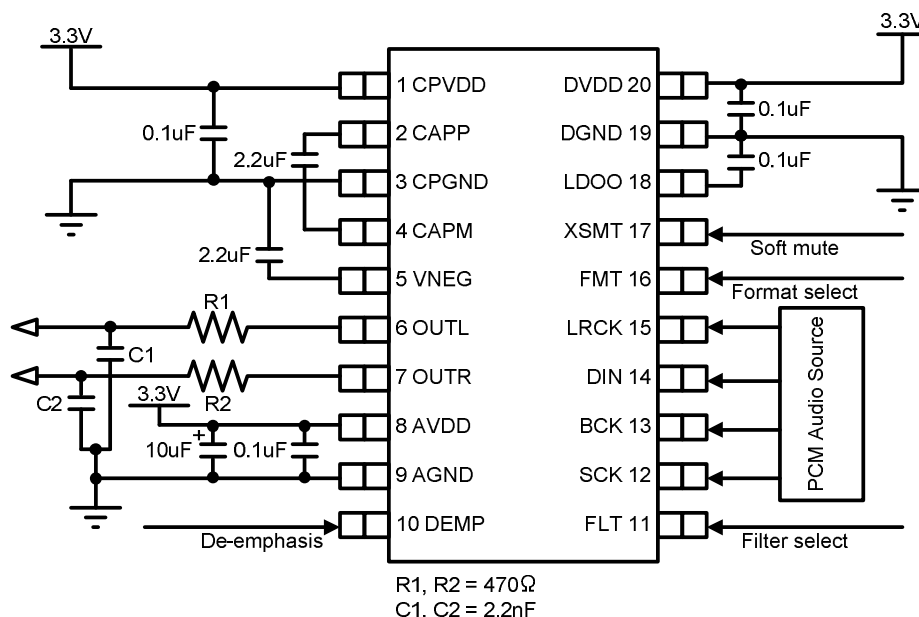 3.3V
3.3V
1 CPVDD
DVDD 20
0.1uF
0.1uF
2 CAPP
DGND 19
2.2uF
0.1uF
3 CPGND
LDOO 18
4 CAPM
XSMT 17
Soft mute
2.2uF
5 VNEG
FMT 16
Format select
R1
6 OUTL
LRCK 15
C1
7 OUTR
DIN 14
C2
R2
3.3V
8 AVDD
BCK 13
PCM Audio Source
+
10uF
0.1uF
9 AGND
SCK 12
10 DEMP
FLT 11
De-emphasis
Filter select
R1, R2 = 470Ω
C1, C2 = 2.2nF